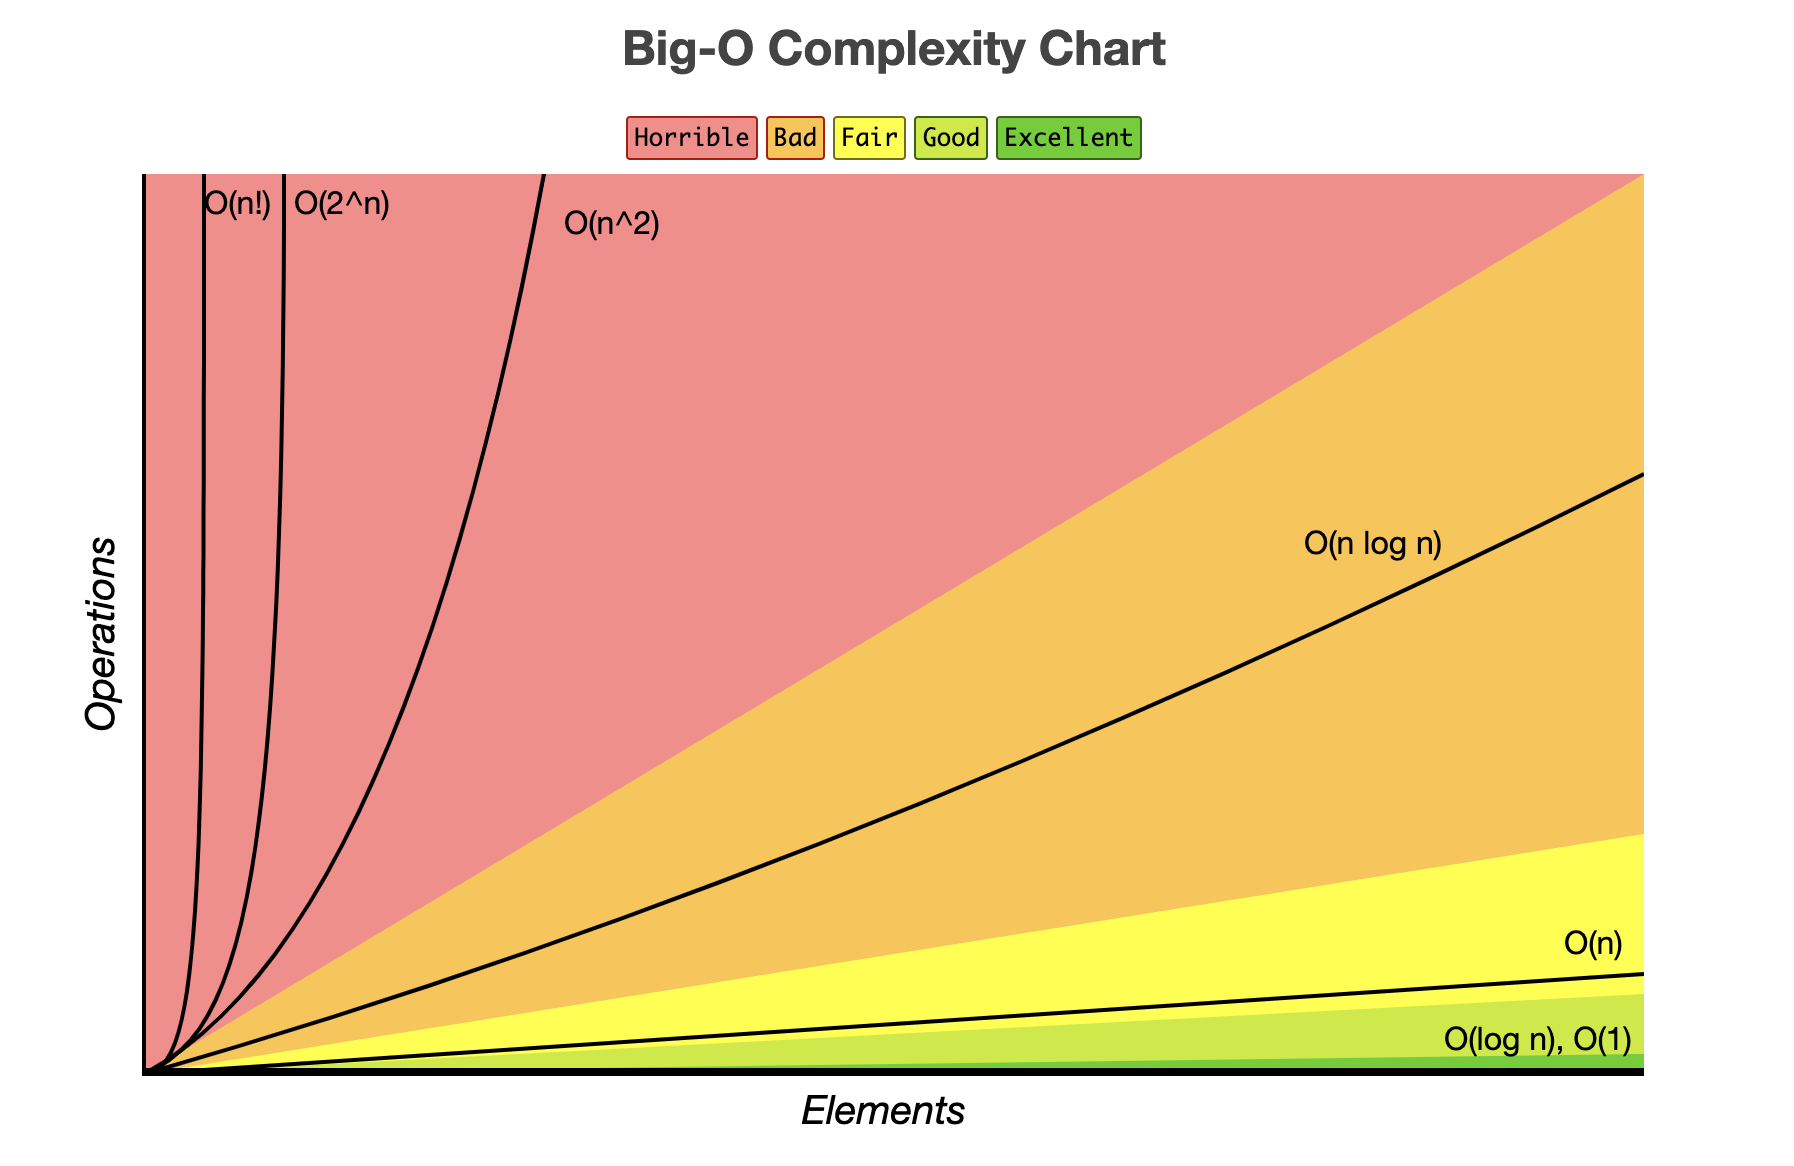 Big-O Complexity Chart
Horrible Bad Fair Good Excellent
O(n!) O(2^n)
O(n^2)
O(n log n)
Operations
O(n)
O(log n), O(1)
Elements